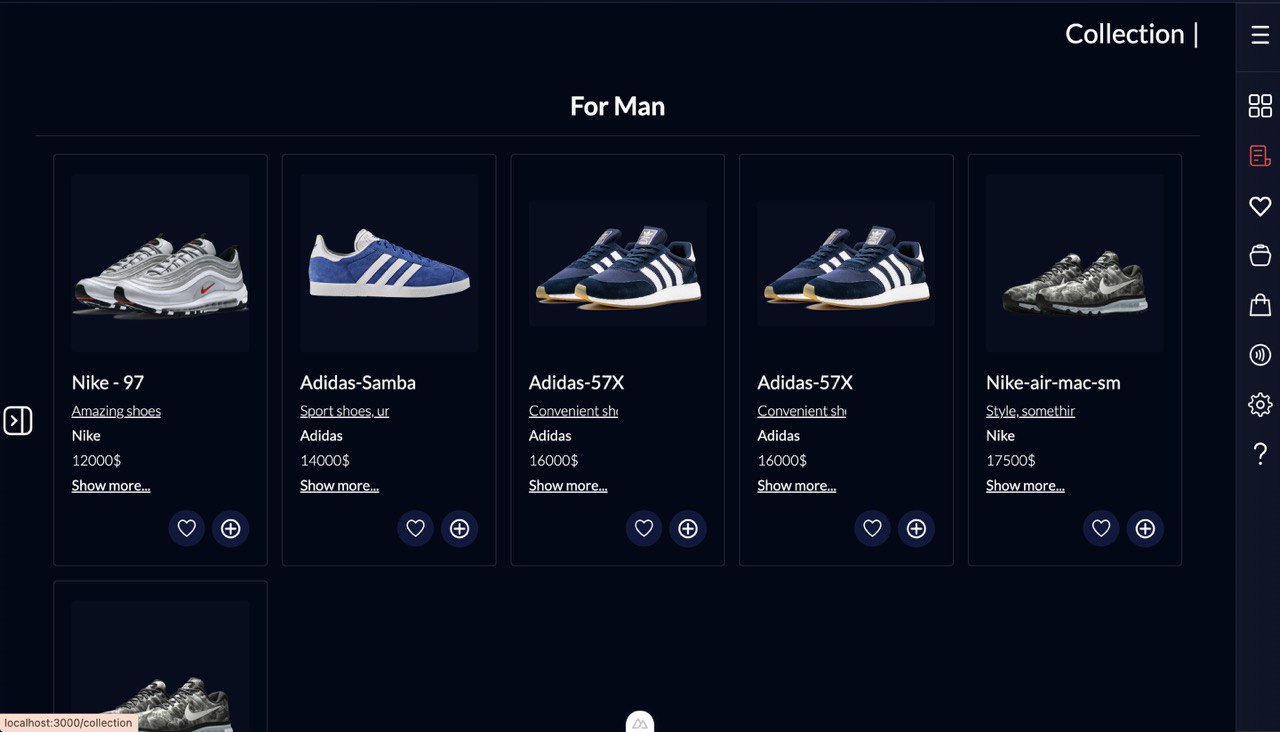 Collection |
For Man
Nike - 97
Amazing shoes
Nike
12000$
Show more...
Adidas-Samba
Sport shoes, ur
Adidas
14000$
Show more...
Adidas-57X
Convenient sh
Adidas
16000$
Show more...
Adidas-57X
Convenient sh
Adidas
16000$
Show more...
Nike-air-mac-sm
Style, somethir
Nike
17500$
Show more...
localhost:3000/collection